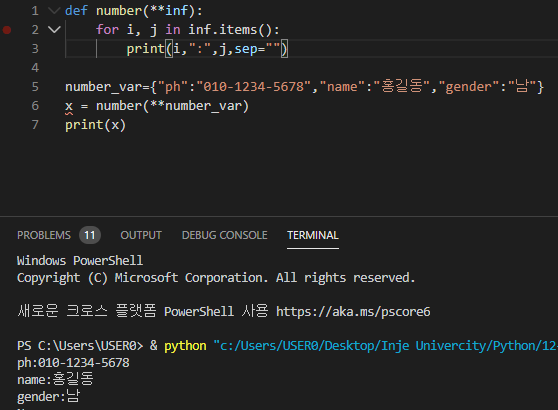 1 def number(**inf):
2 for i, j in inf.items():
3 print(i,":",j,sep="")
4
5 number_var={"ph":"010-1234-5678","name":"홍길동","gender":"남"}
6 x = number(**number_var)
7 print(x)
PROBLEMS 11 OUTPUT DEBUG CONSOLE TERMINAL
Windows PowerShell
Copyright (C) Microsoft Corporation. All rights reserved.
새로운 크로스 플랫폼 PowerShell 사용 https://aka.ms/pscore6
PS C:\Users\USER0> & python "c:/Users/USER0/Desktop/Inje Univercity/Python/12
ph:010-1234-5678
name:홍길동
gender:남